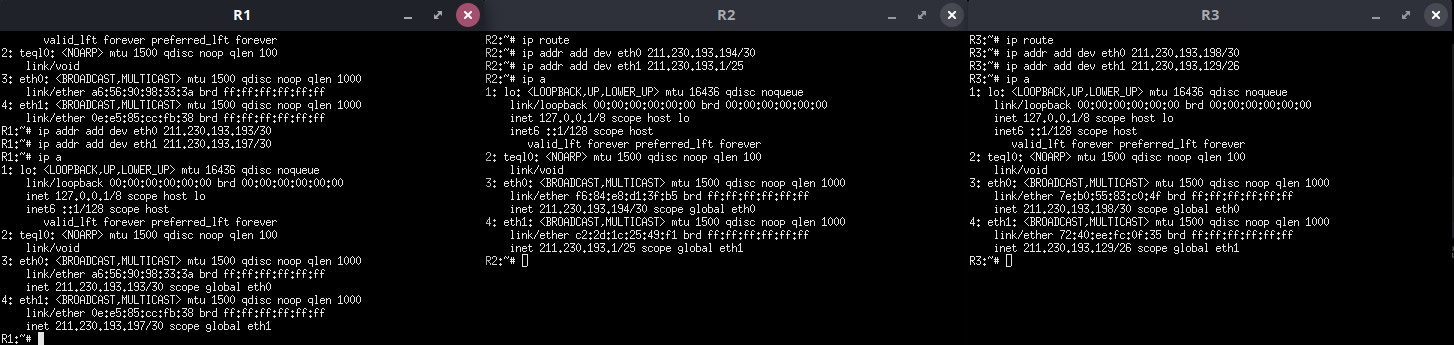 R1
valid_lft forever preferred_lft forever
2: teql0: <NOARP> mtu 1500 qdisc noop qlen 100
link/void
3: eth0: <BROADCAST,MULTICAST> mtu 1500 qdisc noop qlen 1000
link/ether a6:56:90:98:33:3a brd ff:ff:ff:ff:ff:ff
4: eth1: <BROADCAST,MULTICAST> mtu 1500 qdisc noop qlen 1000
link/ether 0e:e5:85:cc:fb:38 brd ff:ff:ff:ff:ff:ff
R1:~# ip addr add dev eth0 211.230.193.193/30
R1:~# ip addr add dev eth1 211.230.193.197/30
R1:~# ip a
1: lo: <LOOPBACK,UP,LOWER_UP> mtu 16436 qdisc noqueue
link/loopback 00:00:00:00:00:00 brd 00:00:00:00:00:00
inet 127.0.0.1/8 scope host lo
inet6 ::1/128 scope host
valid_lft forever preferred_lft forever
2: teql0: <NOARP> mtu 1500 qdisc noop qlen 100
link/void
3: eth0: <BROADCAST,MULTICAST> mtu 1500 qdisc noop qlen 1000
link/ether a6:56:90:98:33:3a brd ff:ff:ff:ff:ff:ff
inet 211.230.193.193/30 scope global eth0
4: eth1: <BROADCAST,MULTICAST> mtu 1500 qdisc noop qlen 1000
link/ether 0e:e5:85:cc:fb:38 brd ff:ff:ff:ff:ff:ff
inet 211.230.193.197/30 scope global eth1
R1:~#
R2
R2:~# ip route
R2:~# ip addr add dev eth0 211.230.193.194/30
R2:~# ip addr add dev eth1 211.230.193.1/25
R2:~# ip a
1: lo: <LOOPBACK,UP,LOWER_UP> mtu 16436 qdisc noqueue
link/loopback 00:00:00:00:00:00 brd 00:00:00:00:00:00
inet 127.0.0.1/8 scope host lo
inet6 ::1/128 scope host
valid_lft forever preferred_lft forever
2: teql0: <NOARP> mtu 1500 qdisc noop qlen 100
link/void
3: eth0: <BROADCAST,MULTICAST> mtu 1500 qdisc noop qlen 1000
link/ether f6:84:e8:d1:3f:b5 brd ff:ff:ff:ff:ff:ff
inet 211.230.193.194/30 scope global eth0
4: eth1: <BROADCAST,MULTICAST> mtu 1500 qdisc noop qlen 1000
link/ether c2:2d:1c:25:49:f1 brd ff:ff:ff:ff:ff:ff
inet 211.230.193.1/25 scope global eth1
R2:~#
R3
R3:~# ip route
R3:~# ip addr add dev eth0 211.230.193.198/30
R3:~# ip addr add dev eth1 211.230.193.129/26
R3:~# ip a
1: lo: <LOOPBACK,UP,LOWER_UP> mtu 16436 qdisc noqueue
link/loopback 00:00:00:00:00:00 brd 00:00:00:00:00:00
inet 127.0.0.1/8 scope host lo
inet6 ::1/128 scope host
valid_lft forever preferred_lft forever
2: teql0: <NOARP> mtu 1500 qdisc noop qlen 100
link/void
3: eth0: <BROADCAST,MULTICAST> mtu 1500 qdisc noop qlen 1000
link/ether 7e:b0:55:83:c0:4f brd ff:ff:ff:ff:ff:ff
inet 211.230.193.198/30 scope global eth0
4: eth1: <BROADCAST,MULTICAST> mtu 1500 qdisc noop qlen 1000
link/ether 72:40:ee:fc:0f:35 brd ff:ff:ff:ff:ff:ff
inet 211.230.193.129/26 scope global eth1
R3:~#